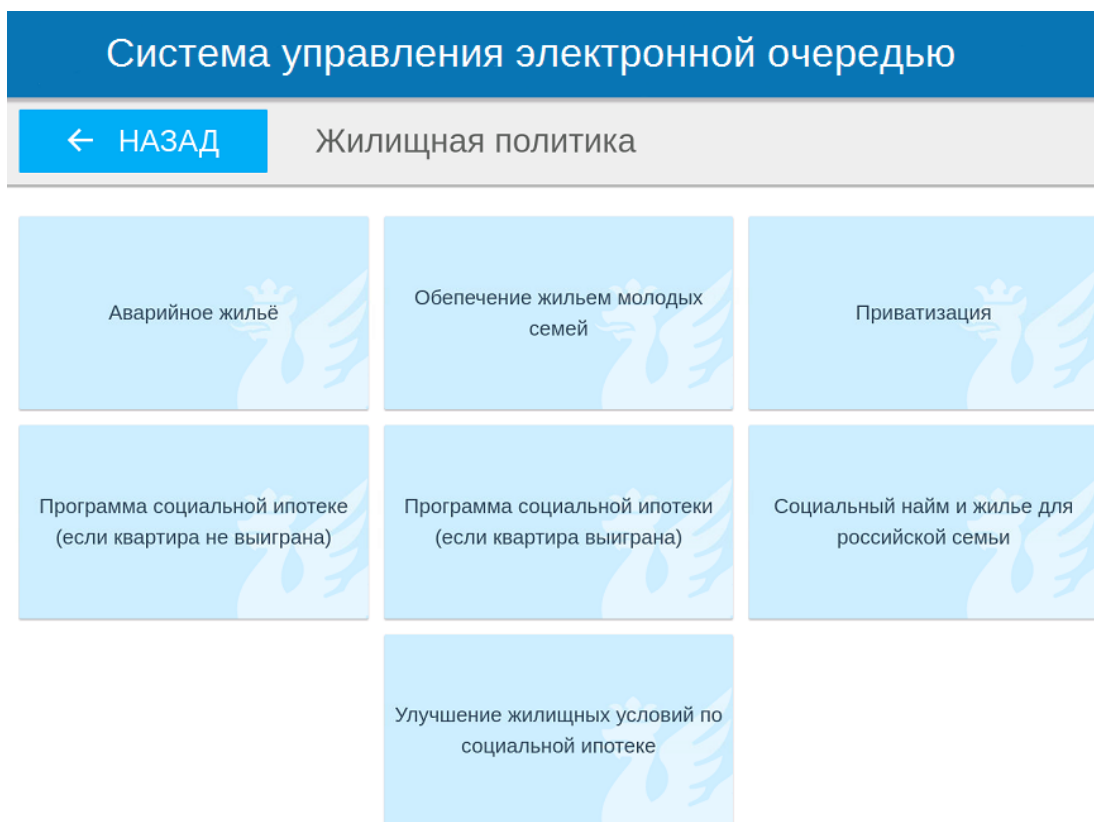 Система управления электронной очередью
← НАЗАД
Жилищная политика
Аварийное жильё
Обепечение жильем молодых
семей
Приватизация
Программа социальной ипотеке
(если квартира не выиграна)
Программа социальной ипотеки
(если квартира выиграна)
Социальный найм и жилье для
российской семьи
Улучшение жилищных условий по
социальной ипотеке